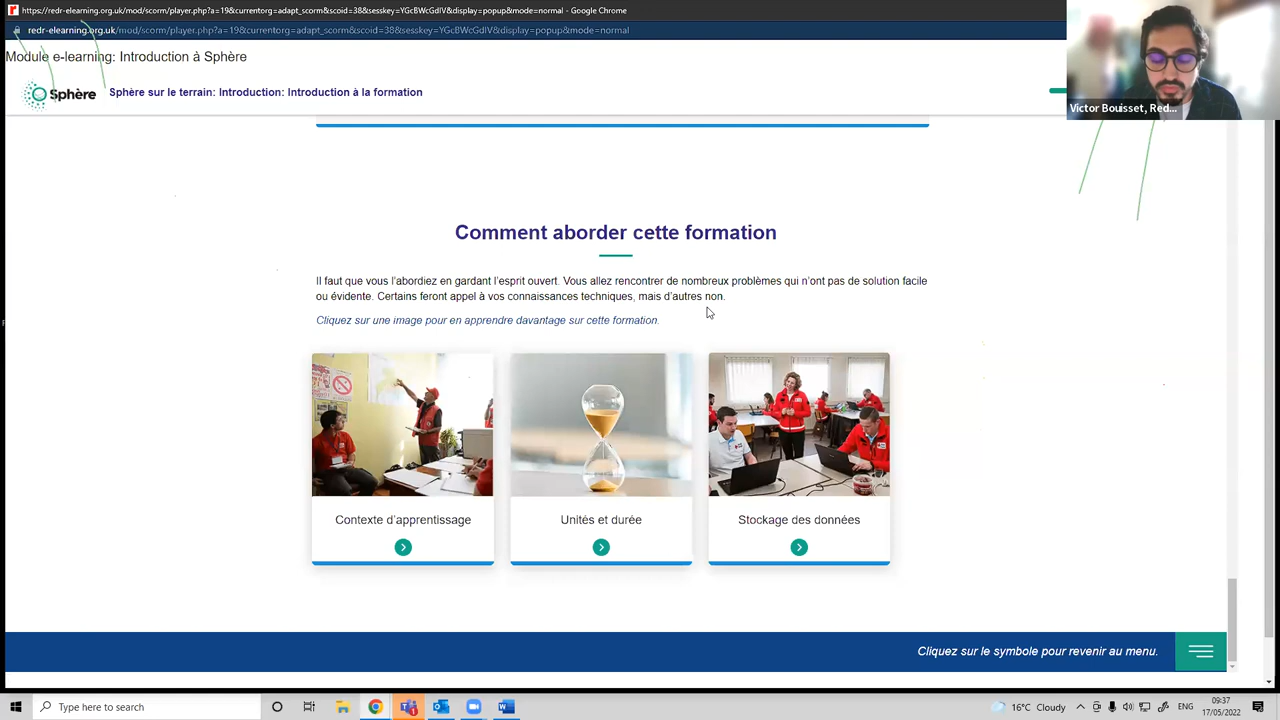 https://redr-elearning.org.uk/mod/scorm/player.php?a=19&currentorg=adapt_scorm&scoid=38&sesskey=YGcBWcGdIV&display=popup&mode=normal - Google Chrome
redr-elearning.org.uk/mod/scorm/player.php?a=19&currentorg=adapt_scorm&scoid=38&sesskey=YGcBWcGdIV&display=popup&mode=normal
Module e-learning: Introduction à Sphère
Sphère
Sphère sur le terrain: Introduction: Introduction à la formation
Victor Bouisset, Red...
Comment aborder cette formation
Il faut que vous l'abordiez en gardant l'esprit ouvert. Vous allez rencontrer de nombreux problèmes qui n'ont pas de solution facile
ou évidente. Certains feront appel à vos connaissances techniques, mais d'autres non.
Cliquez sur une image pour en apprendre davantage sur cette formation.
Contexte d'apprentissage
Unités et durée
Stockage des données
Cliquez sur le symbole pour revenir au menu.
Type here to search
16°C Cloudy
ENG
09:37
17/05/2022